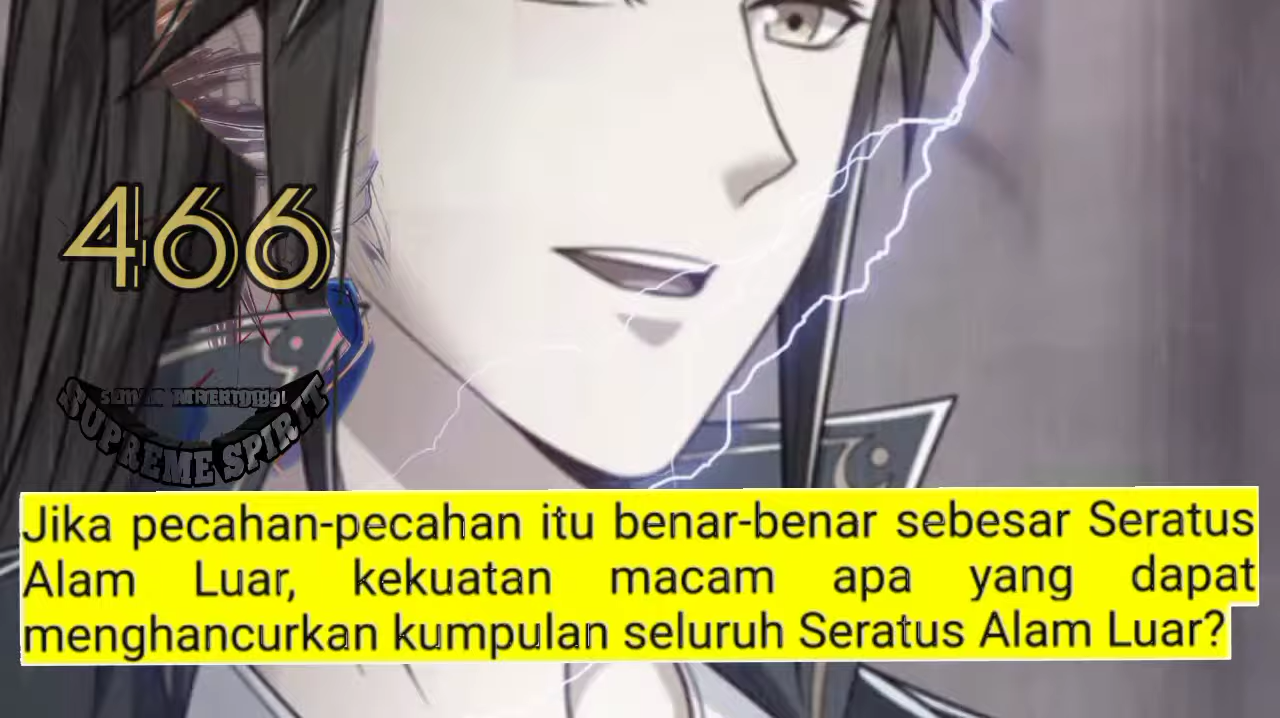 466
SUPREME SPIRIT
Jika pecahan-pecahan itu benar-benar sebesar Seratus
Alam Luar, kekuatan macam apa yang dapat
menghancurkan kumpulan seluruh Seratus Alam Luar?